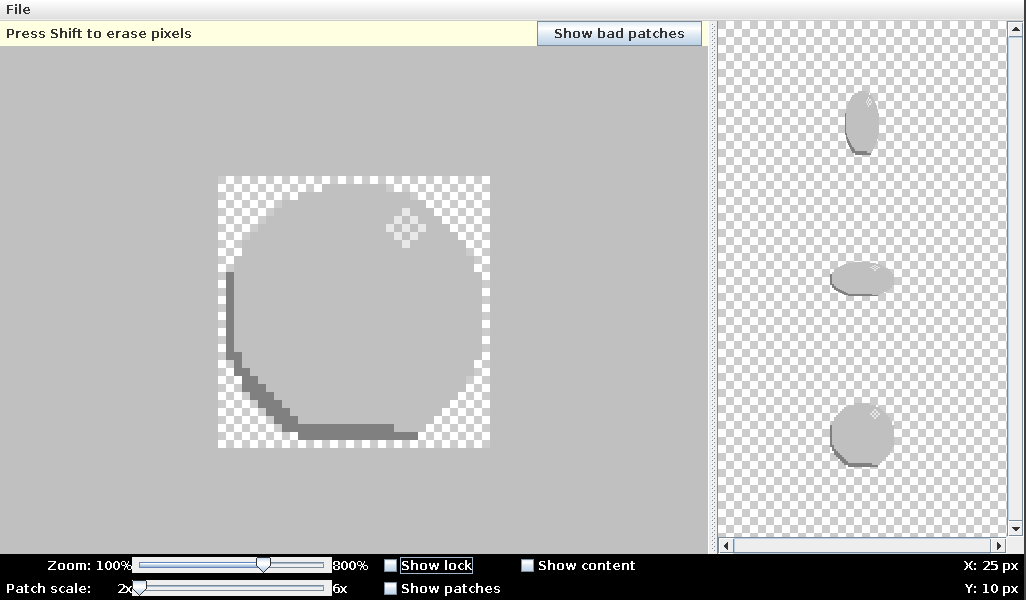 File
Press Shift to erase pixels
Show bad patches
Zoom: 100% 800% Show lock Show content X: 25 px
Patch scale: 2x 6x Show patches Y: 10 px